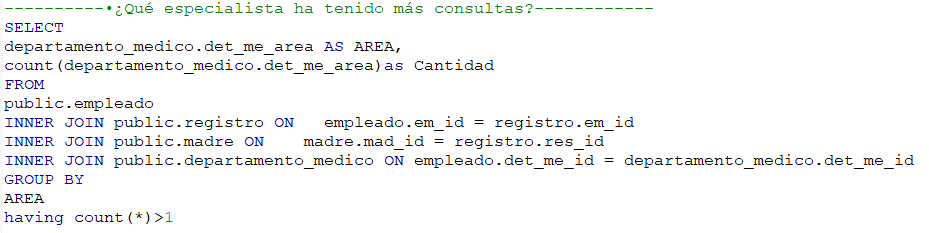 ----------•¿Qué especialista ha tenido más consultas?------------
SELECT
departamento_medico.det_me_area AS AREA,
count(departamento_medico.det_me_area)as Cantidad
FROM
public.empleado
INNER JOIN public.registro ON   empleado.em_id = registro.em_id
INNER JOIN public.madre ON    madre.mad_id = registro.res_id
INNER JOIN public.departamento_medico ON empleado.det_me_id = departamento_medico.det_me_id
GROUP BY
AREA
having count(*)>1